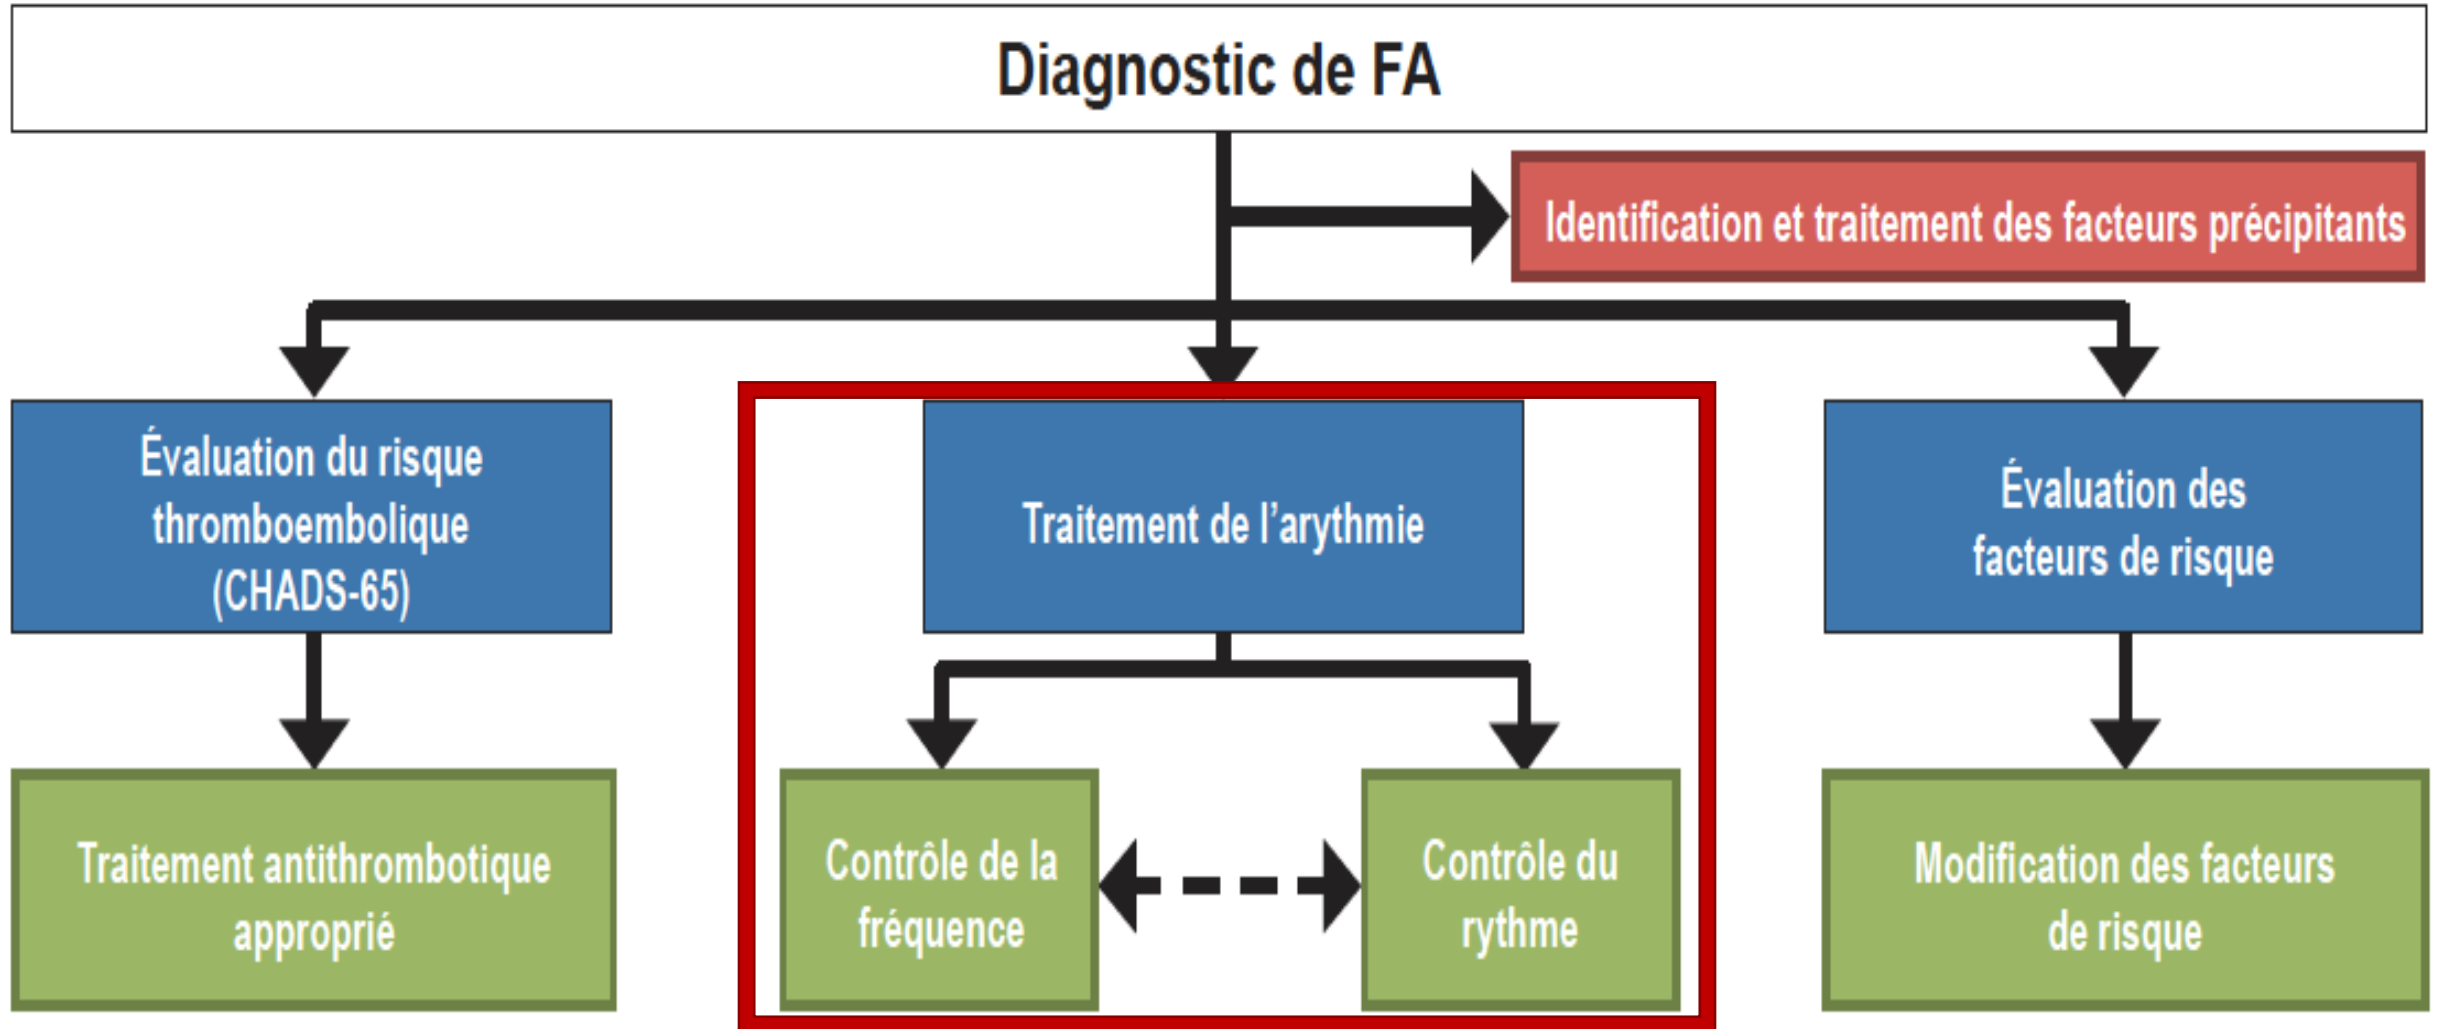 Diagnostic de FA
Identification et traitement des facteurs précipitants
Évaluation du risque
thromboembolique
(CHADS-65)
Traitement de l’arythmie
Évaluation des
facteurs de risque
Traitement antithrombotique
approprié
Contrôle de la
fréquence
Contrôle du
rythme
Modification des facteurs
de risque